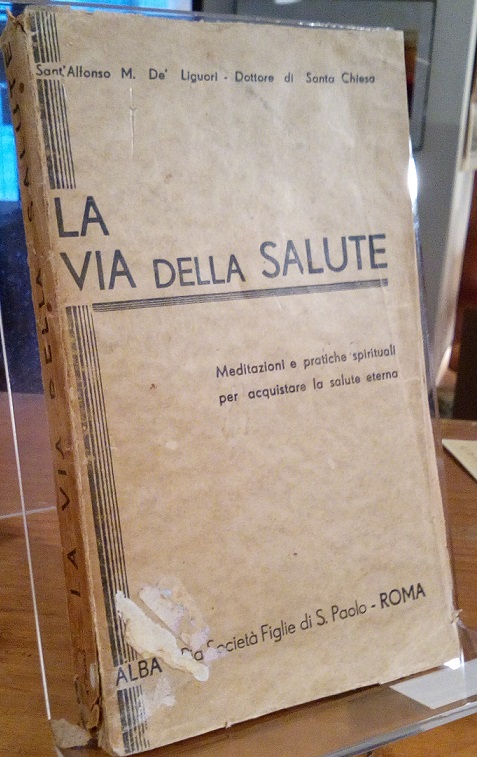 Sant'Alfonso M. De' Liguori - Dottore di Santa Chiesa
LA
VIA DELLA SALUTE
Meditazioni e pratiche spirituali
per acquistare la salute eterna
ALBA Pia Società Figlie di S. Paolo - ROMA
LA VIA DELLA SALUTE